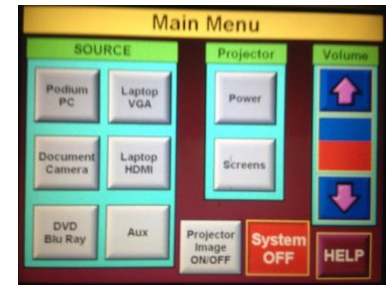 Main Menu
SOURCE
Projector
Volume
Podium
PC
Laptop
VGA
Power
Document
Camera
Laptop
HDMI
Screens
DVD
Blu Ray
Aux
Projector
Image
ON/OFF
System
OFF
HELP